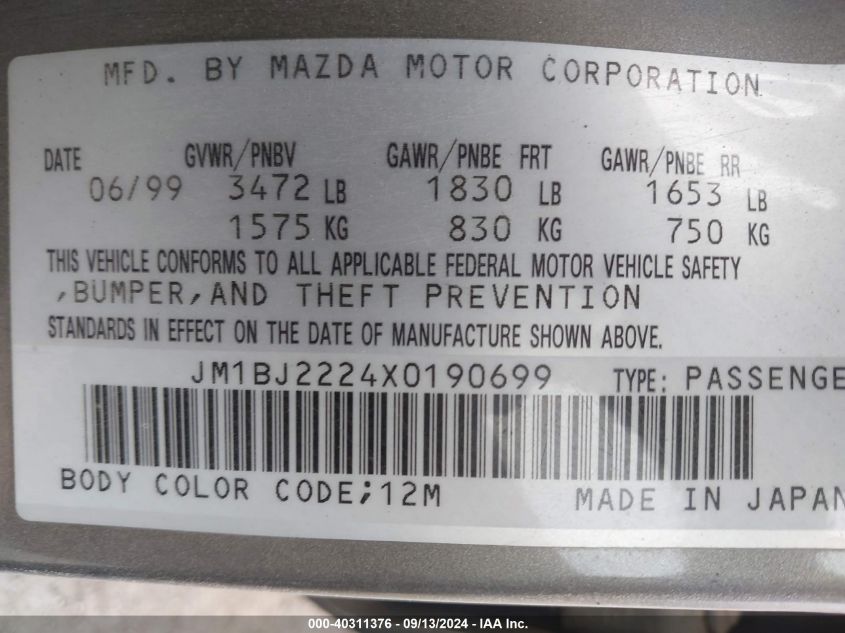 MFD. BY MAZDA MOTOR CORPORATION
DATE GVWR/PNBV GAWR/PNBE FRT GAWR/PNBE RR
06/99 3472 LB 1830 LB 1653 LB
1575 KG 830 KG 750 KG
THIS VEHICLE CONFORMS TO ALL APPLICABLE FEDERAL MOTOR VEHICLE SAFETY
,BUMPER,AND THEFT PREVENTION
STANDARDS IN EFFECT ON THE DATE OF MANUFACTURE SHOWN ABOVE.
JM1BJ2224X0190699 TYPE: PASSENGE
BODY COLOR CODE;12M MADE IN JAPAN
000-40311376 - 09/13/2024 - IAA Inc.